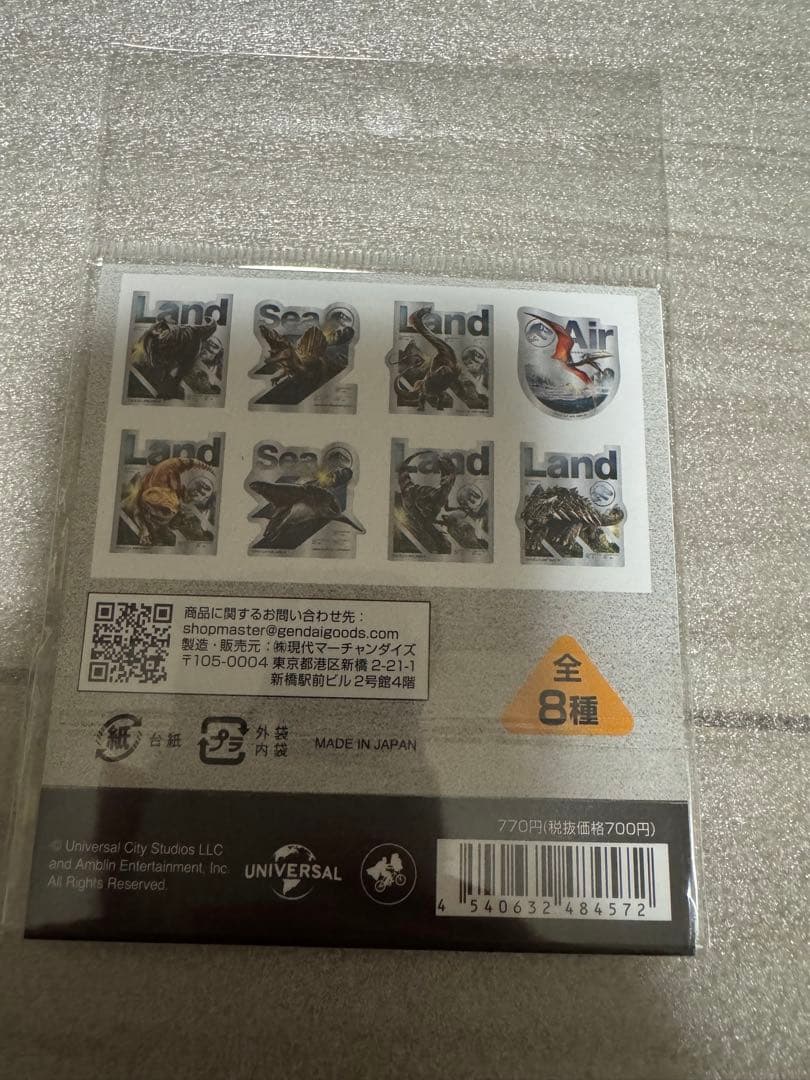 Land
Sea
Land
Air
Land
Sea
Land
Land
商品に関するお問い合わせ先：
shopmaster@gendaigoods.com
製造・販売元：㈱現代マーチャンダイズ
〒105-0004 東京都港区新橋 2-21-1
新橋駅前ビル 2号館4階
全
8種
紙 台紙
プラ 外袋
内袋
MADE IN JAPAN
770円(税抜価格700円)
© Universal City Studios LLC
and Amblin Entertainment, Inc.
All Rights Reserved.
UNIVERSAL
4 540632 484572